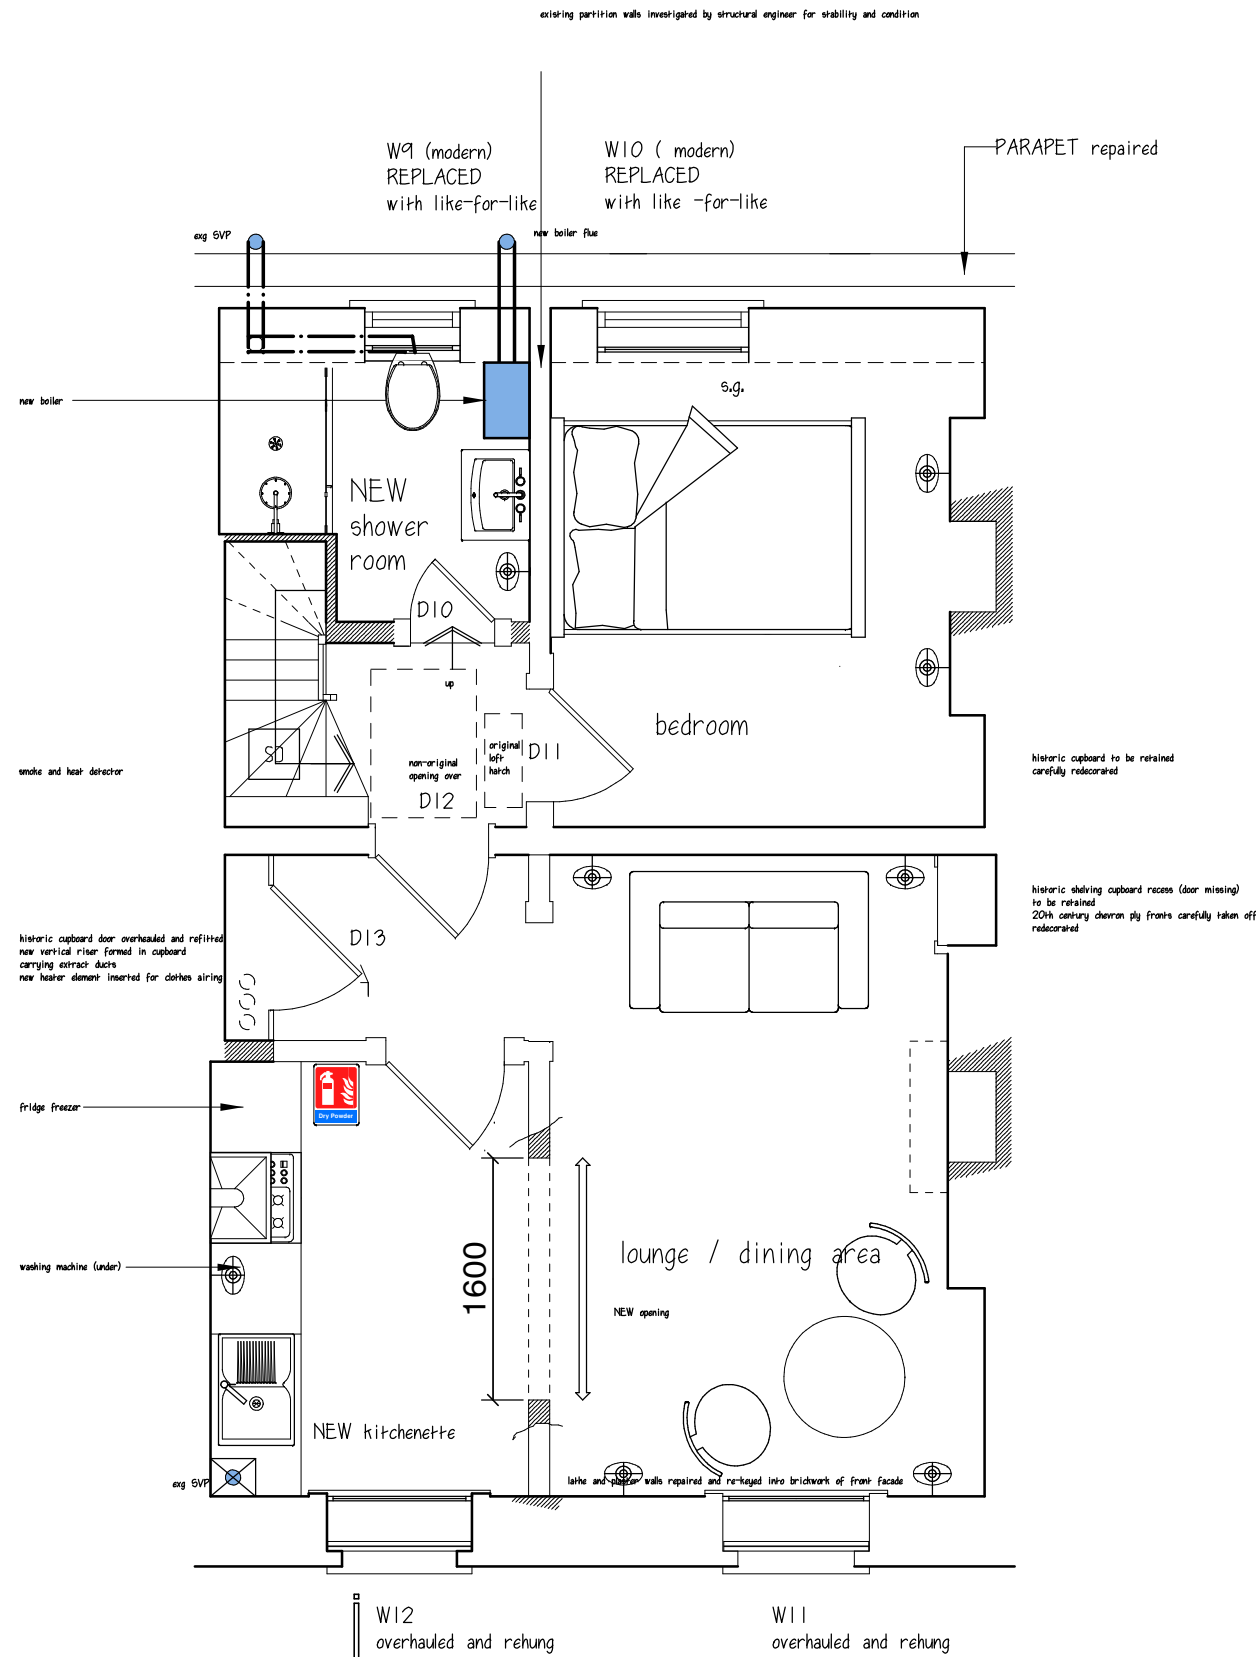 existing partition walls investigated by structural engineer for stability and condition
W9 (modern)
REPLACED
with like-for-like
W10 ( modern)
REPLACED
with like -for-like
PARAPET repaired
exg SVP
new boiler flue
s.g.
new boiler
NEW
shower
room
D10
up
bedroom
SD
original
loft
hatch
D11
non-original
opening over
D12
smoke and heat detector
historic cupboard to be retained
carefully redecorated
historic shelving cupboard recess (door missing)
to be retained
20th century chevron ply fronts carefully taken off
redecorated
D13
historic cupboard door overheauled and refitted
new vertical riser formed in cupboard
carrying extract ducts
new heater element inserted for clothes airing
Dry Powder
fridge freezer
1600
lounge / dining area
washing machine (under)
NEW opening
NEW kitchenette
exg SVP
lathe and plaster walls repaired and re-keyed into brickwork of front facade
W12
overhauled and rehung
W11
overhauled and rehung